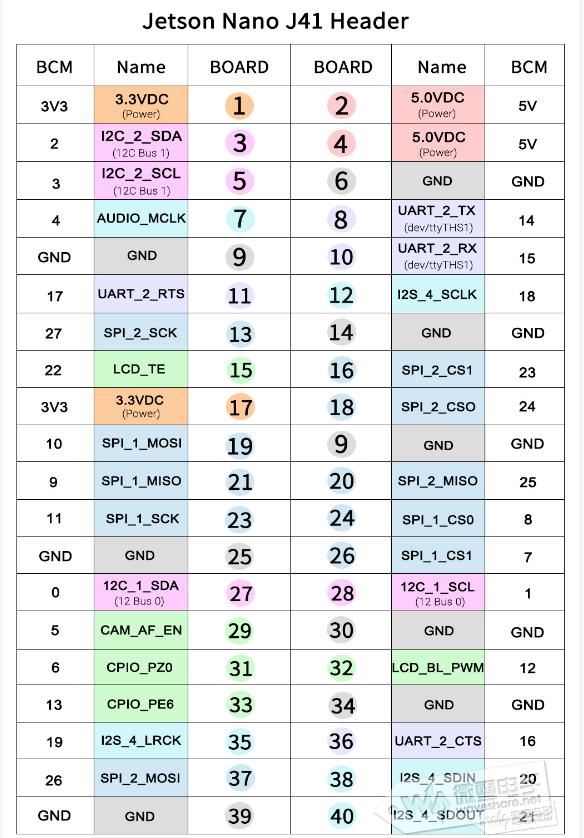 Jetson Nano J41 Header
BCM Name BOARD BOARD Name BCM
3V3 3.3VDC 1 2 5.0VDC 5V
(Power) (Power)
2 I2C_2_SDA 3 4 5.0VDC 5V
(12C Bus 1) (Power)
3 I2C_2_SCL 5 6 GND GND
(12C Bus 1)
4 AUDIO_MCLK 7 8 UART_2_TX 14
(dev/ttyTHS1)
GND GND 9 10 UART_2_RX 15
(dev/ttyTHS1)
17 UART_2_RTS 11 12 I2S_4_SCLK 18
27 SPI_2_SCK 13 14 GND GND
22 LCD_TE 15 16 SPI_2_CS1 23
3V3 3.3VDC 17 18 SPI_2_CSO 24
(Power)
10 SPI_1_MOSI 19 9 GND GND
9 SPI_1_MISO 21 20 SPI_2_MISO 25
11 SPI_1_SCK 23 24 SPI_1_CS0 8
GND GND 25 26 SPI_1_CS1 7
0 12C_1_SDA 27 28 12C_1_SCL 1
(12 Bus 0) (12 Bus 0)
5 CAM_AF_EN 29 30 GND GND
6 CPIO_PZ0 31 32 LCD_BL_PWM 12
13 CPIO_PE6 33 34 GND GND
19 I2S_4_LRCK 35 36 UART_2_CTS 16
26 SPI_2_MOSI 37 38 I2S_4_SDIN 20
GND GND 39 40 I2S_4_SDOUT 21
微雪电子
waveshare.net